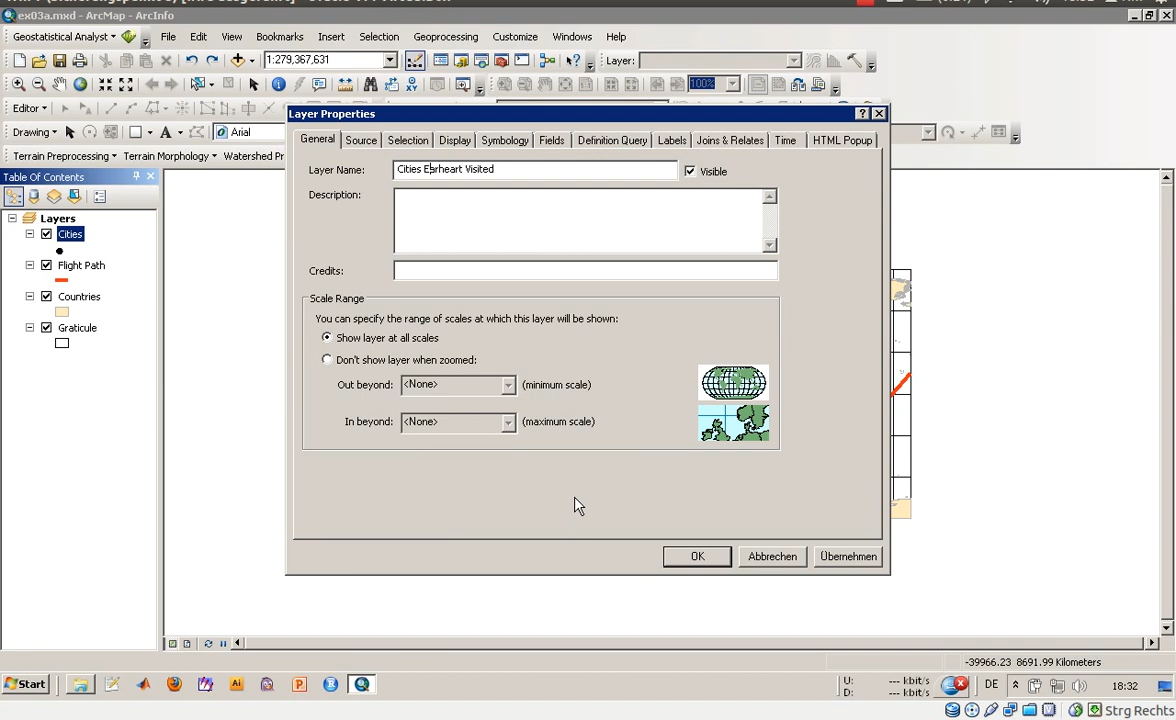 ex03a.mxd - ArcMap - ArcInfo
Geostatistical Analyst File Edit View Bookmarks Insert Selection Geoprocessing Customize Windows Help
1:279,367,631 Layer:
100%
Editor
Drawing Arial
Terrain Preprocessing Terrain Morphology Watershed Pr
Table Of Contents
Layers
Cities
Flight Path
Countries
Graticule
Layer Properties
General Source Selection Display Symbology Fields Definition Query Labels Joins & Relates Time HTML Popup
Layer Name: Cities Earheart Visited Visible
Description:
Credits:
Scale Range
You can specify the range of scales at which this layer will be shown:
Show layer at all scales
Don't show layer when zoomed:
Out beyond: <None> (minimum scale)
In beyond: <None> (maximum scale)
OK Abbrechen Übernehmen
-39966.23 8691.99 Kilometers
Start
U: --- kbit/s
D: --- kbit/s
DE 18:32
Strg Rechts